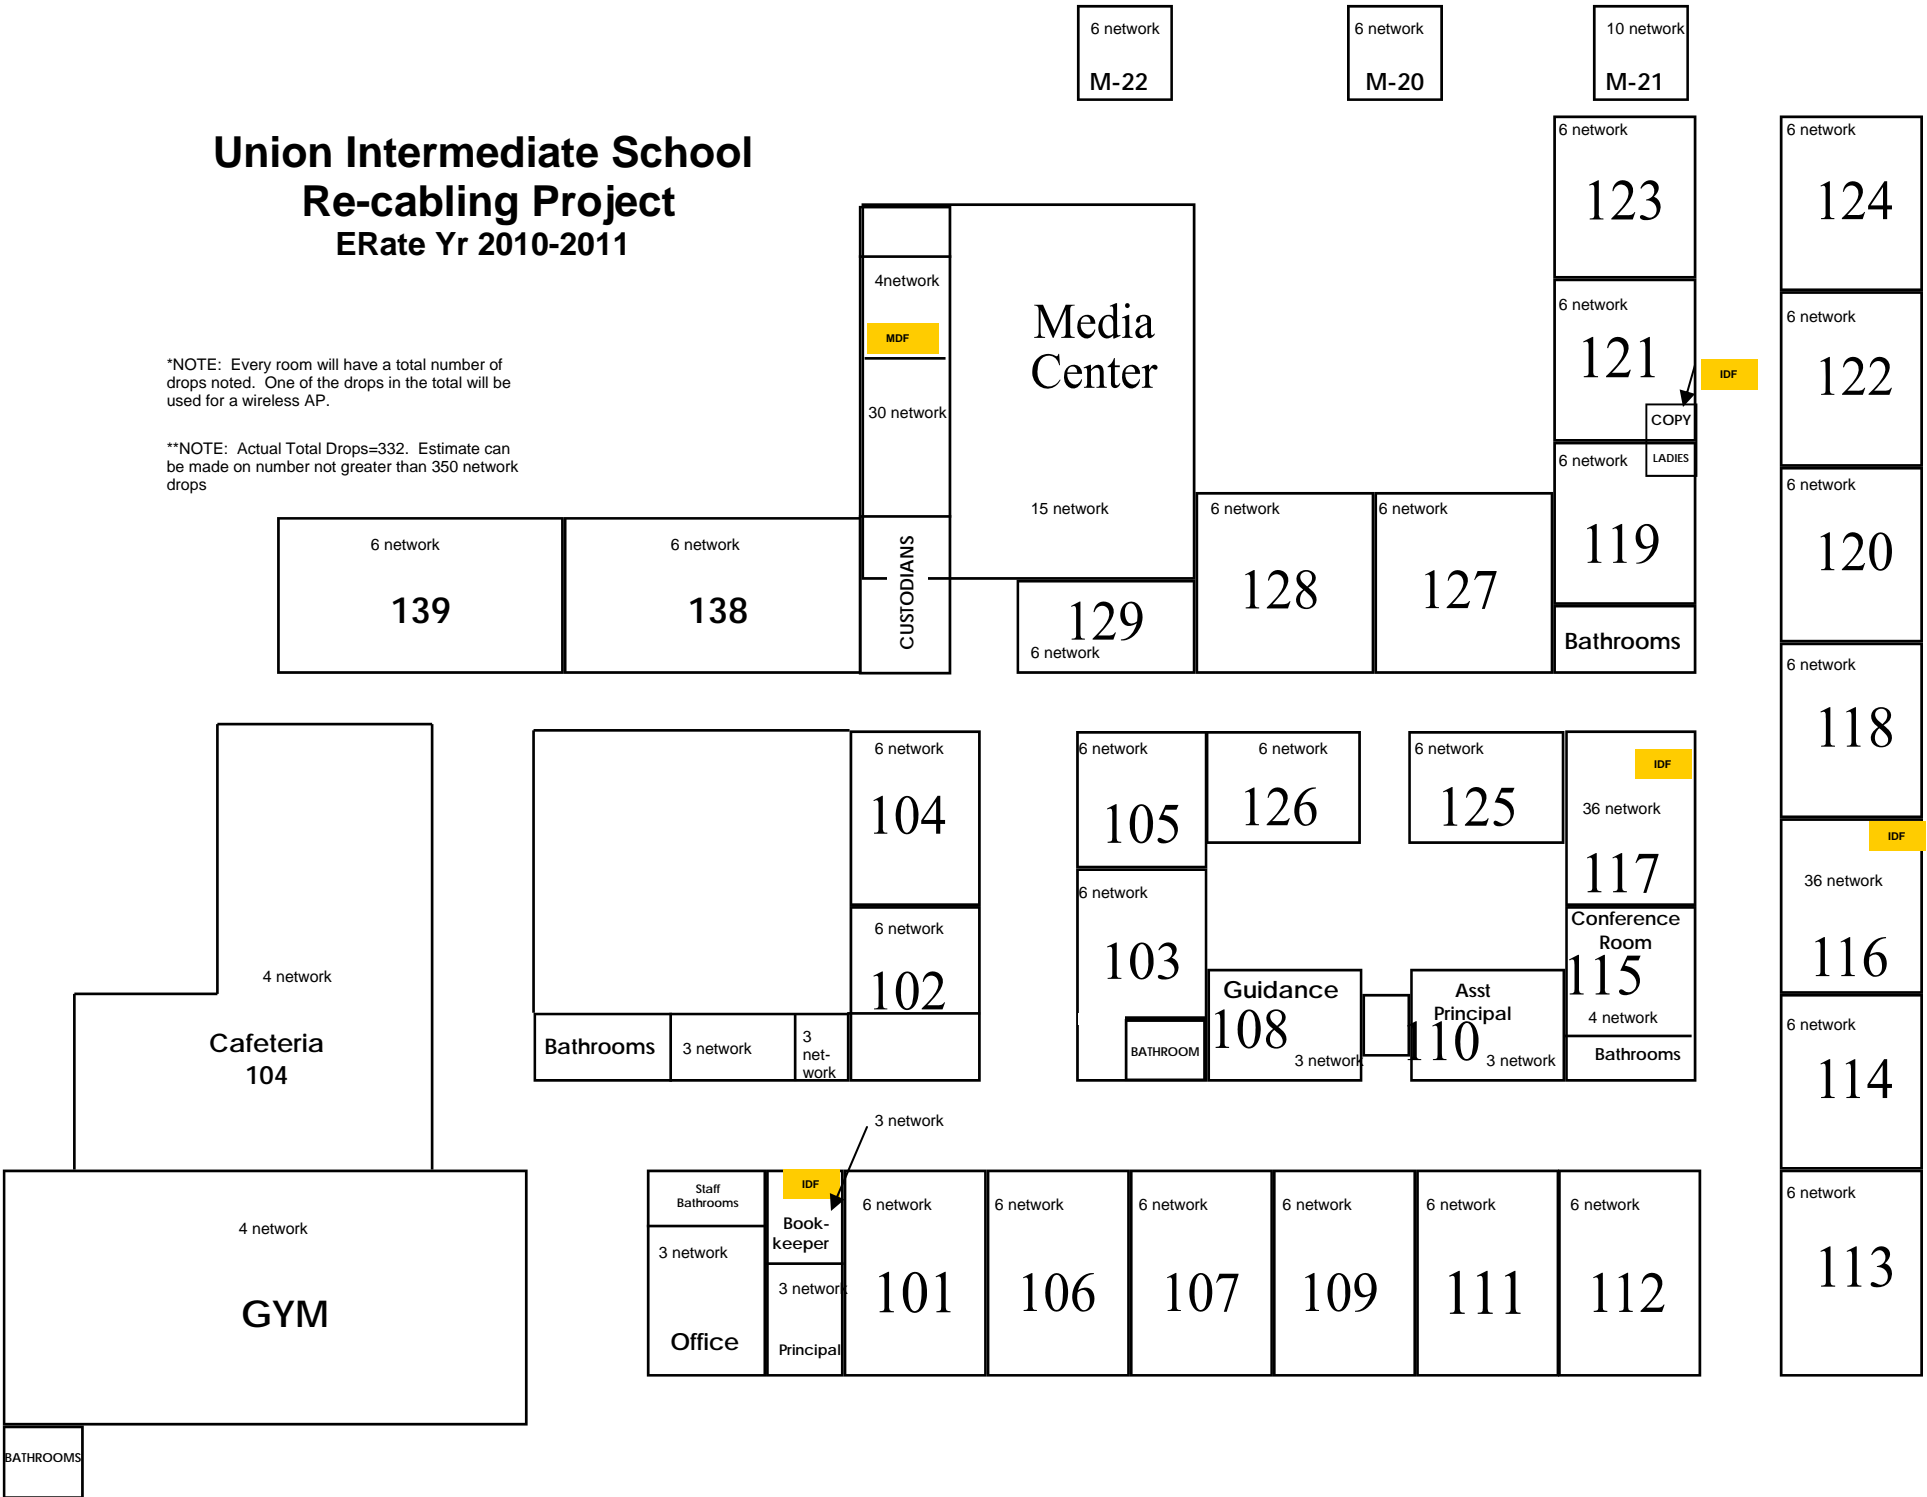 6 network
M-22
6 network
M-20
10 network
M-21
Union Intermediate School
Re-cabling Project
ERate Yr 2010-2011
*NOTE: Every room will have a total number of
drops noted. One of the drops in the total will be
used for a wireless AP.
**NOTE: Actual Total Drops=332. Estimate can
be made on number not greater than 350 network
drops
4network
MDF
30 network
Media
Center
15 network
6 network
123
6 network
121
IDF
COPY
LADIES
6 network
119
Bathrooms
6 network
124
6 network
122
6 network
120
6 network
118
IDF
36 network
116
6 network
114
6 network
113
6 network
139
6 network
138
CUSTODIANS
129
6 network
6 network
128
6 network
127
4 network
Cafeteria
104
6 network
104
6 network
102
Bathrooms
3 network
3
net-
work
6 network
105
6 network
103
BATHROOM
6 network
126
6 network
125
IDF
36 network
117
Guidance
108
3 network
Asst
Principal
110
3 network
Conference
Room
115
4 network
Bathrooms
4 network
GYM
BATHROOMS
3 network
Staff
Bathrooms
3 network
Office
IDF
Book-
keeper
3 network
Principal
6 network
101
6 network
106
6 network
107
6 network
109
6 network
111
6 network
112